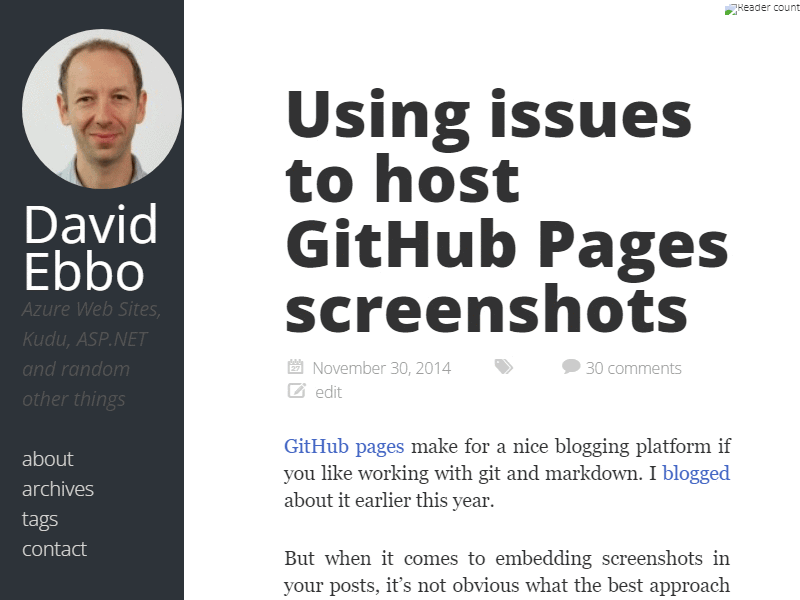 Reader count
David
Ebbo
Azure Web Sites,
Kudu, ASP.NET
and random
other things
about
archives
tags
contact
Using issues
to host
GitHub Pages
screenshots
November 30, 2014
30 comments
edit
GitHub pages make for a nice blogging platform if
you like working with git and markdown. I blogged
about it earlier this year.
But when it comes to embedding screenshots in
your posts, it’s not obvious what the best approach